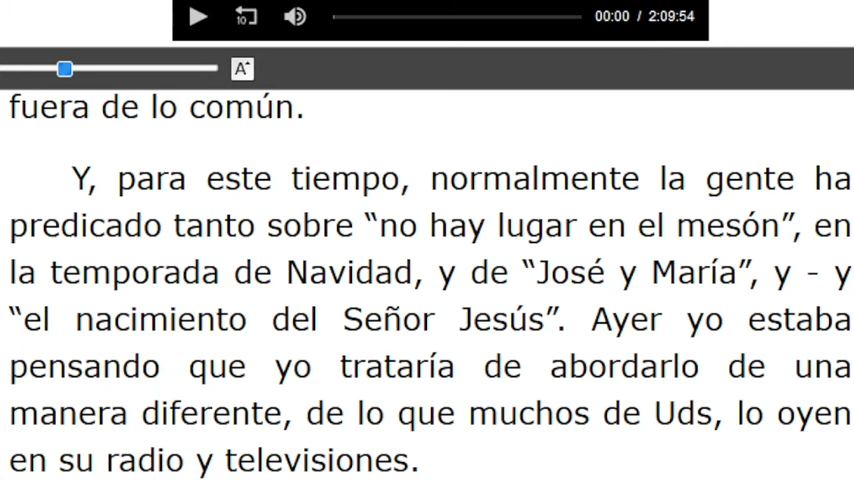 10
00:00 / 2:09:54
A
fuera de lo común.
Y, para este tiempo, normalmente la gente ha
predicado tanto sobre “no hay lugar en el mesón”, en
la temporada de Navidad, y de “José y María”, y - y
“el nacimiento del Señor Jesús”. Ayer yo estaba
pensando que yo trataría de abordarlo de una
manera diferente, de lo que muchos de Uds, lo oyen
en su radio y televisiones.